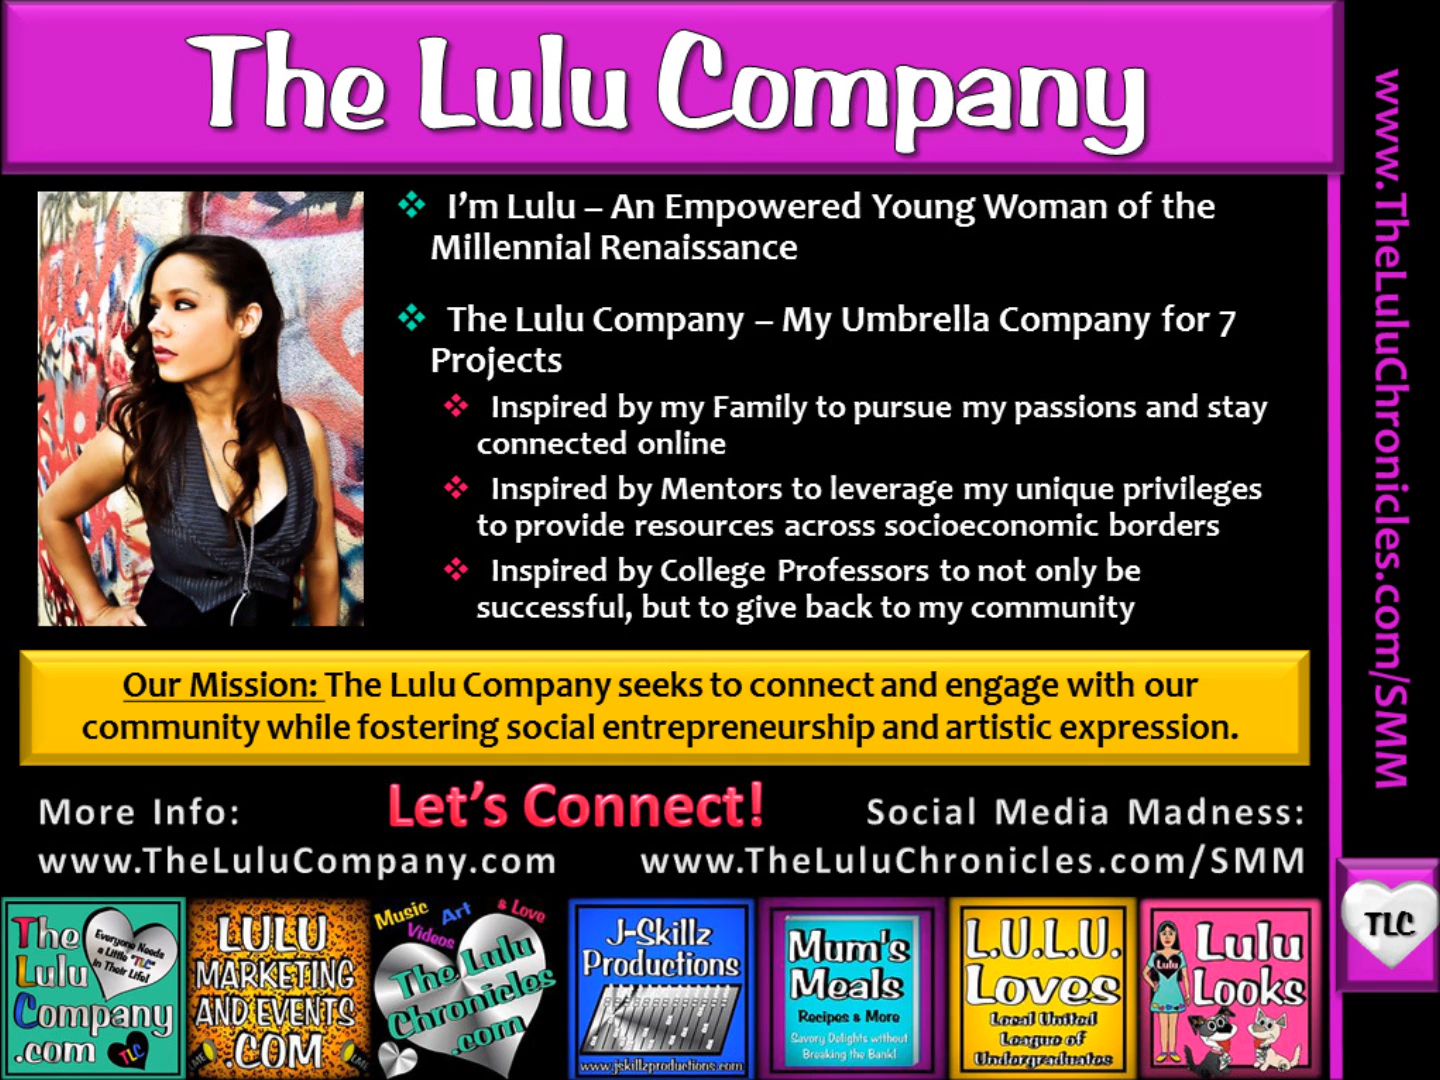 The Lulu Company
I'm Lulu – An Empowered Young Woman of the
Millennial Renaissance
The Lulu Company – My Umbrella Company for 7
Projects
Inspired by my Family to pursue my passions and stay
connected online
Inspired by Mentors to leverage my unique privileges
to provide resources across socioeconomic borders
Inspired by College Professors to not only be
successful, but to give back to my community
Our Mission: The Lulu Company seeks to connect and engage with our
community while fostering social entrepreneurship and artistic expression.
More Info:
www.TheLuluCompany.com
Let's Connect!
Social Media Madness:
www.TheLuluChronicles.com/SMM
www.TheLuluChronicles.com/SMM
TLC
The
Lulu
Company
.com
Everyone Needs
a Little "TLC"
in Their Life!
TLC
LULU
MARKETING
AND EVENTS
.COM
LAME
LAME
Music
Art
& Love
Videos
The Lulu
Chronicles
.com
J-Skillz
Productions
www.jskillzproductions.com
Mum's
Meals
Recipes & More
Savory Delights without
Breaking the Bank!
L.U.L.U.
Loves
Local United
League of
Undergraduates
Lulu
Lulu
Looks